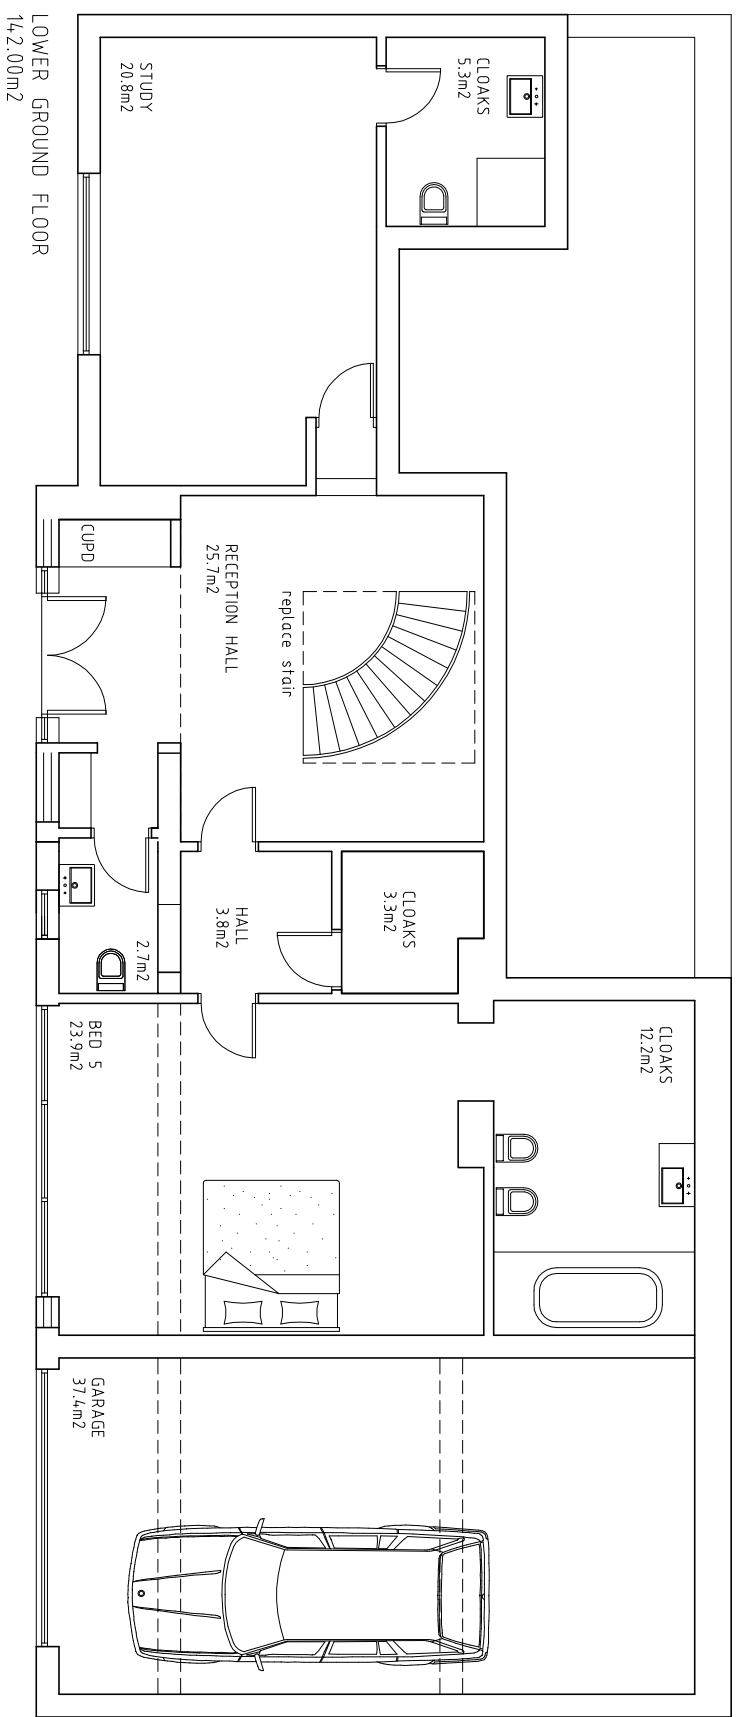 LOWER GROUND FLOOR
142.00m2
STUDY
20.8m2
CLOAKS
5.3m2
CUPD
RECEPTION HALL
25.7m2
replace stair
HALL
3.8m2
CLOAKS
3.3m2
2.7m2
BED 5
23.9m2
CLOAKS
12.2m2
GARAGE
37.4m2